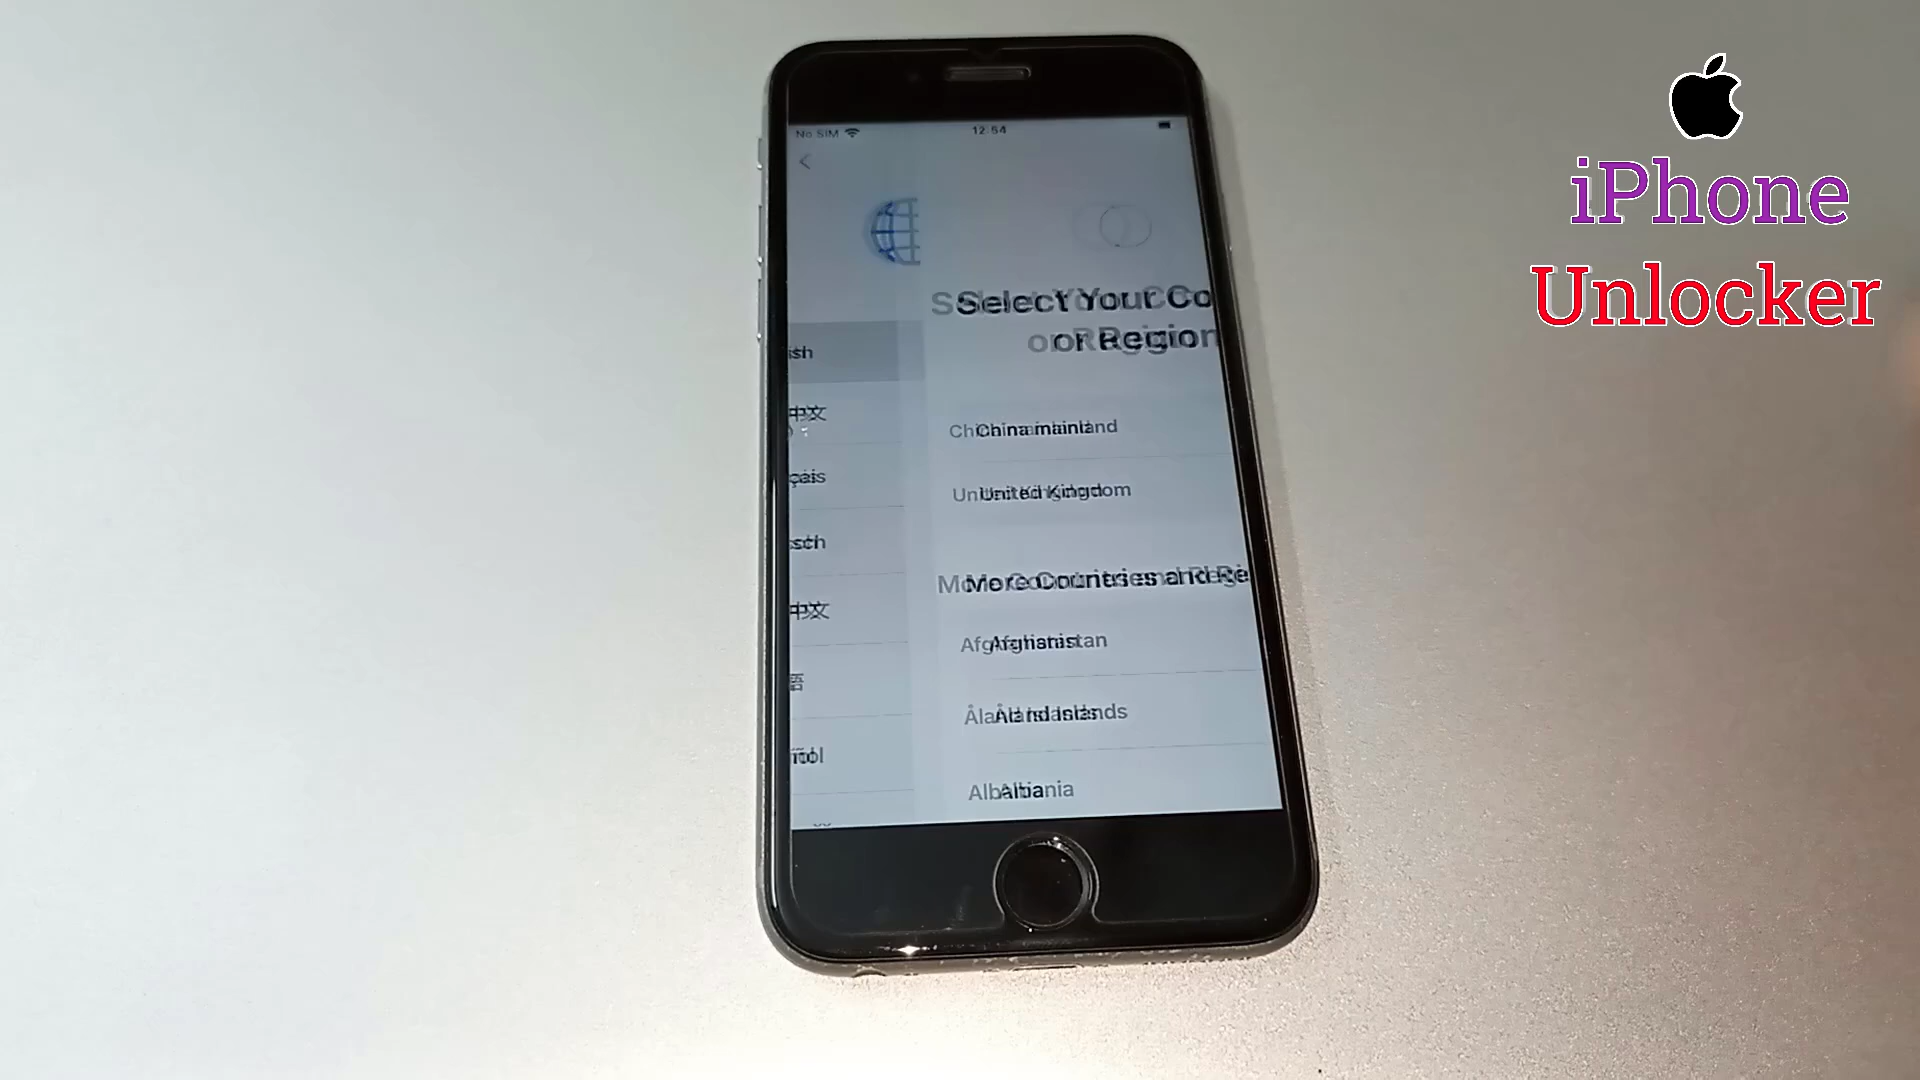 iPhone
Unlocker
No SIM
12:54
Select Your Co
or Region
ish
中文
China mainland
çais
United Kingdom
sch
More Countries and Re
中文
Afghanistan
語
Åland Islands
ñol
Albania